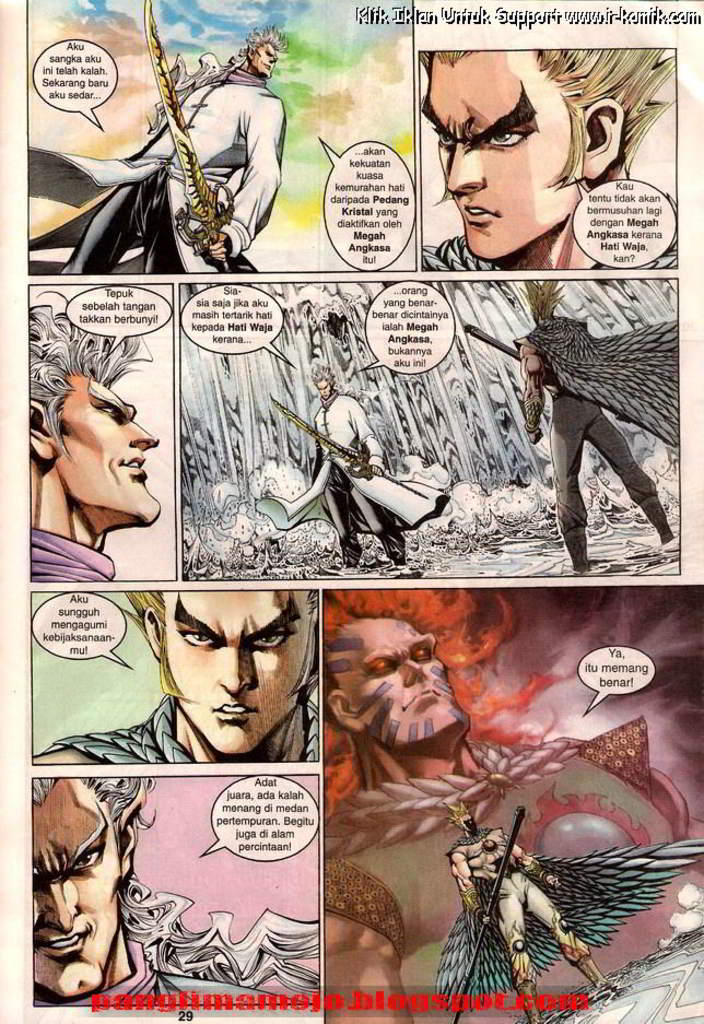 Klik Iklan Untuk Support www.i-komik.com
Aku
sangka aku
ini telah kalah.
Sekarang baru
aku sedar...
...akan
kekuatan
kuasa
kemurahan hati
daripada Pedang
Kristal yang
diaktifkan oleh
Megah
Angkasa
itu!
Kau
tentu tidak akan
bermusuhan lagi
dengan Megah
Angkasa kerana
Hati Waja,
kan?
Tepuk
sebelah tangan
takkan berbunyi!
Sia-
sia saja jika aku
masih tertarik hati
kepada Hati Waja
kerana...
...orang
yang benar-
benar dicintainya
ialah Megah
Angkasa,
bukannya
aku ini!
Aku
sungguh
mengagumi
kebijaksanaan-
mu!
Ya,
itu memang
benar!
Adat
juara, ada kalah
menang di medan
pertempuran. Begitu
juga di alam
percintaan!
panglimamojo.blogspot.com
29